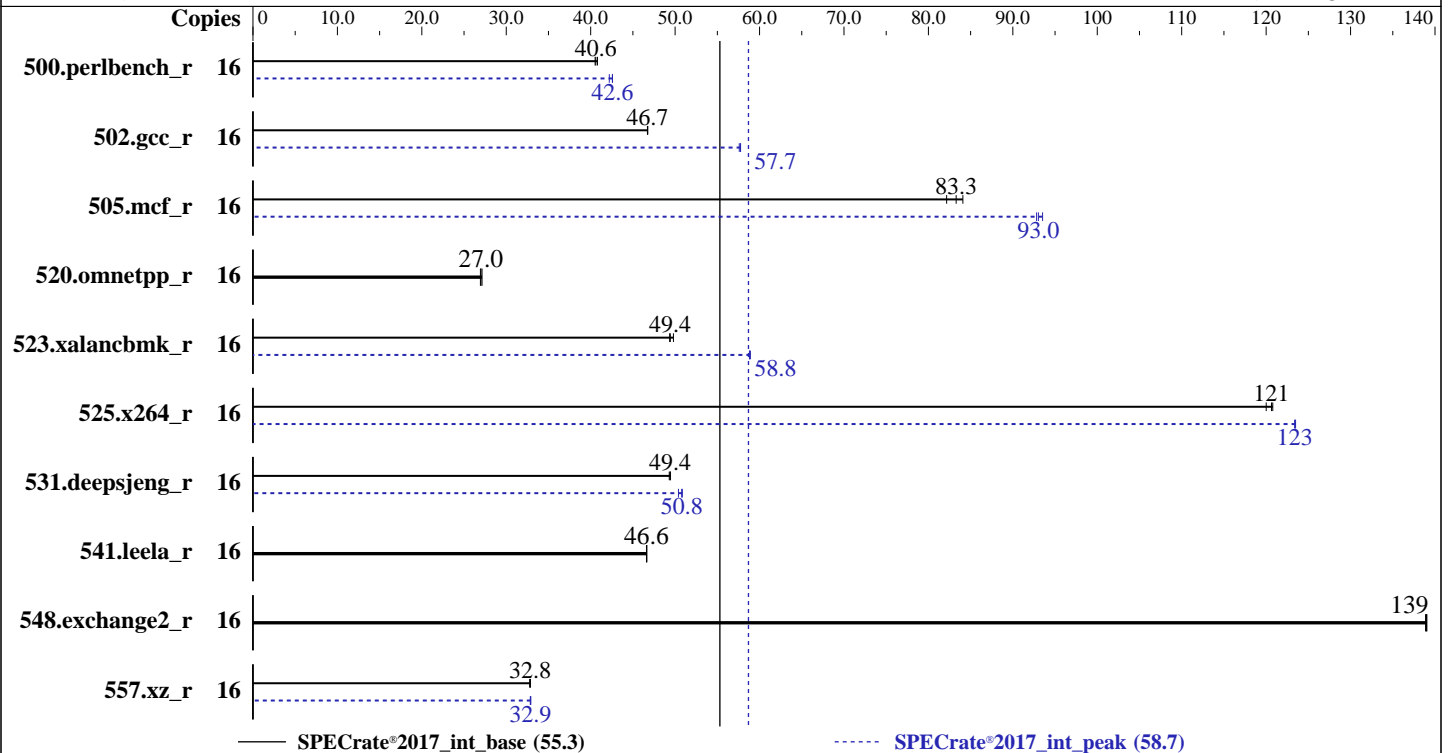 Copies 0 10.0 20.0 30.0 40.0 50.0 60.0 70.0 80.0 90.0 100 110 120 130 140
40.6
500.perlbench_r 16
42.6
46.7
502.gcc_r 16
57.7
83.3
505.mcf_r 16
93.0
27.0
520.omnetpp_r 16
49.4
523.xalancbmk_r 16
58.8
121
525.x264_r 16
123
49.4
531.deepsjeng_r 16
50.8
46.6
541.leela_r 16
139
548.exchange2_r 16
32.8
557.xz_r 16
32.9
SPECrate®2017_int_base (55.3) SPECrate®2017_int_peak (58.7)